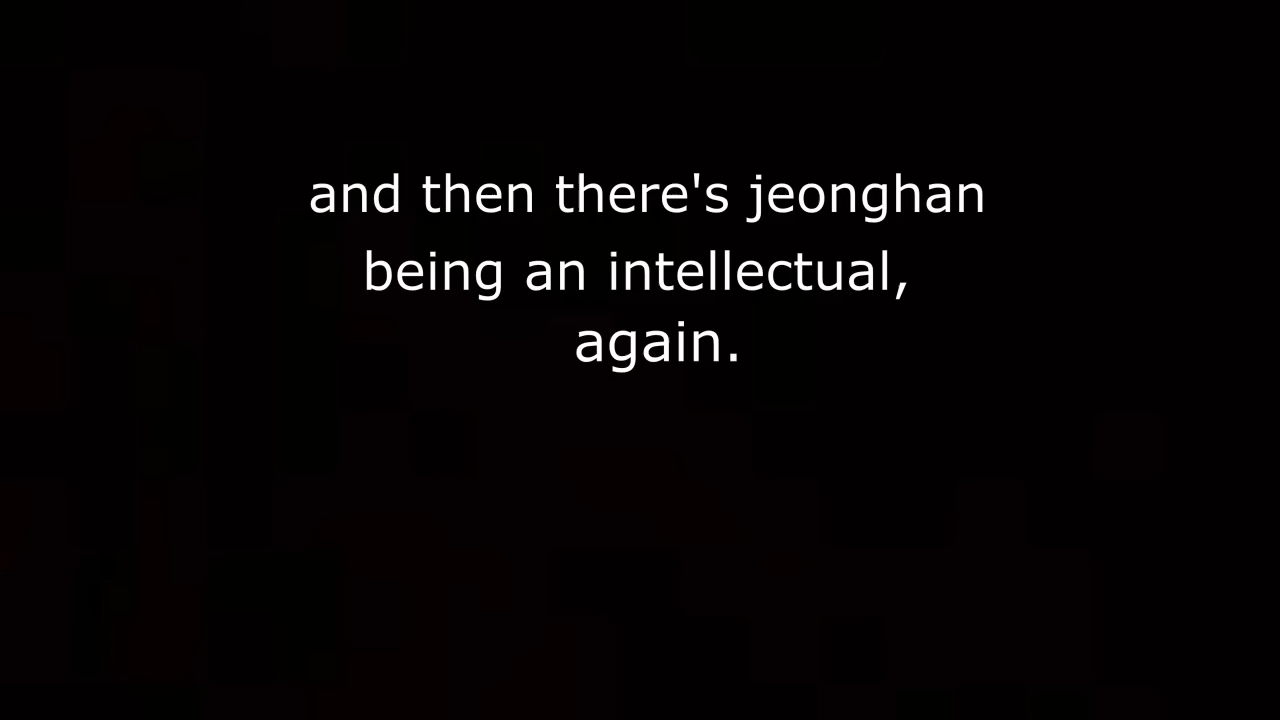 and then there's jeonghan
being an intellectual,
again.